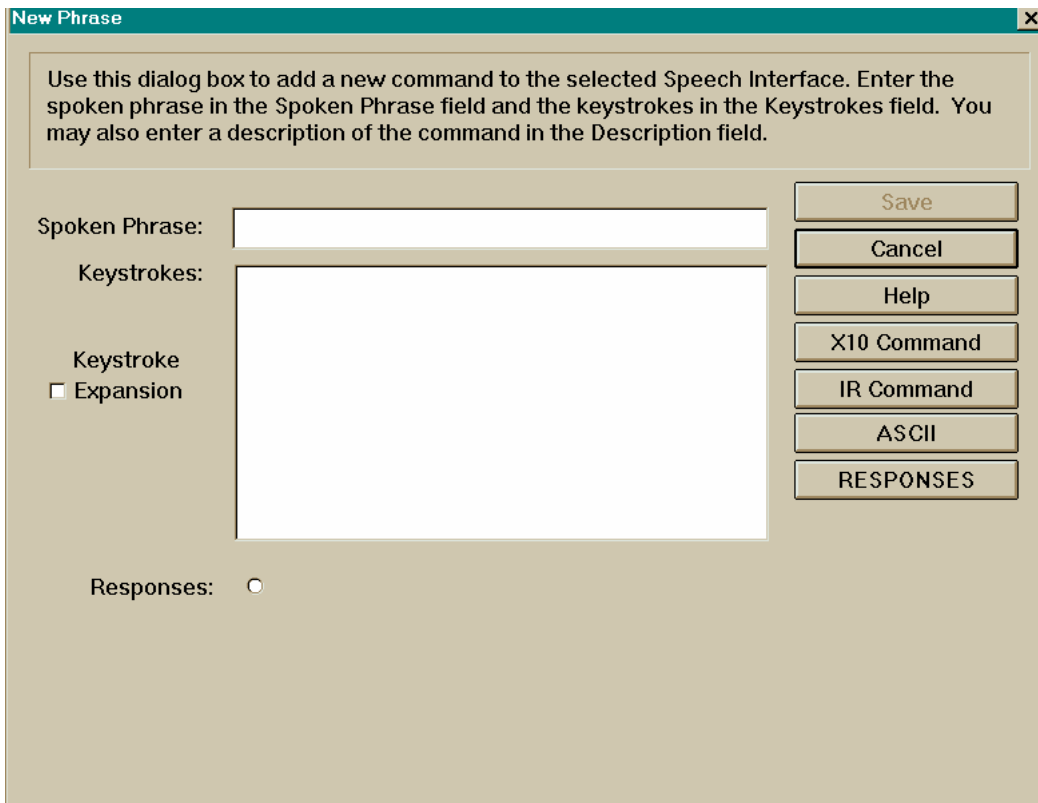 New Phrase
Use this dialog box to add a new command to the selected Speech Interface. Enter the
spoken phrase in the Spoken Phrase field and the keystrokes in the Keystrokes field. You
may also enter a description of the command in the Description field.
Spoken Phrase:
Keystrokes:
Keystroke
Expansion
Responses:
Save
Cancel
Help
X10 Command
IR Command
ASCII
RESPONSES